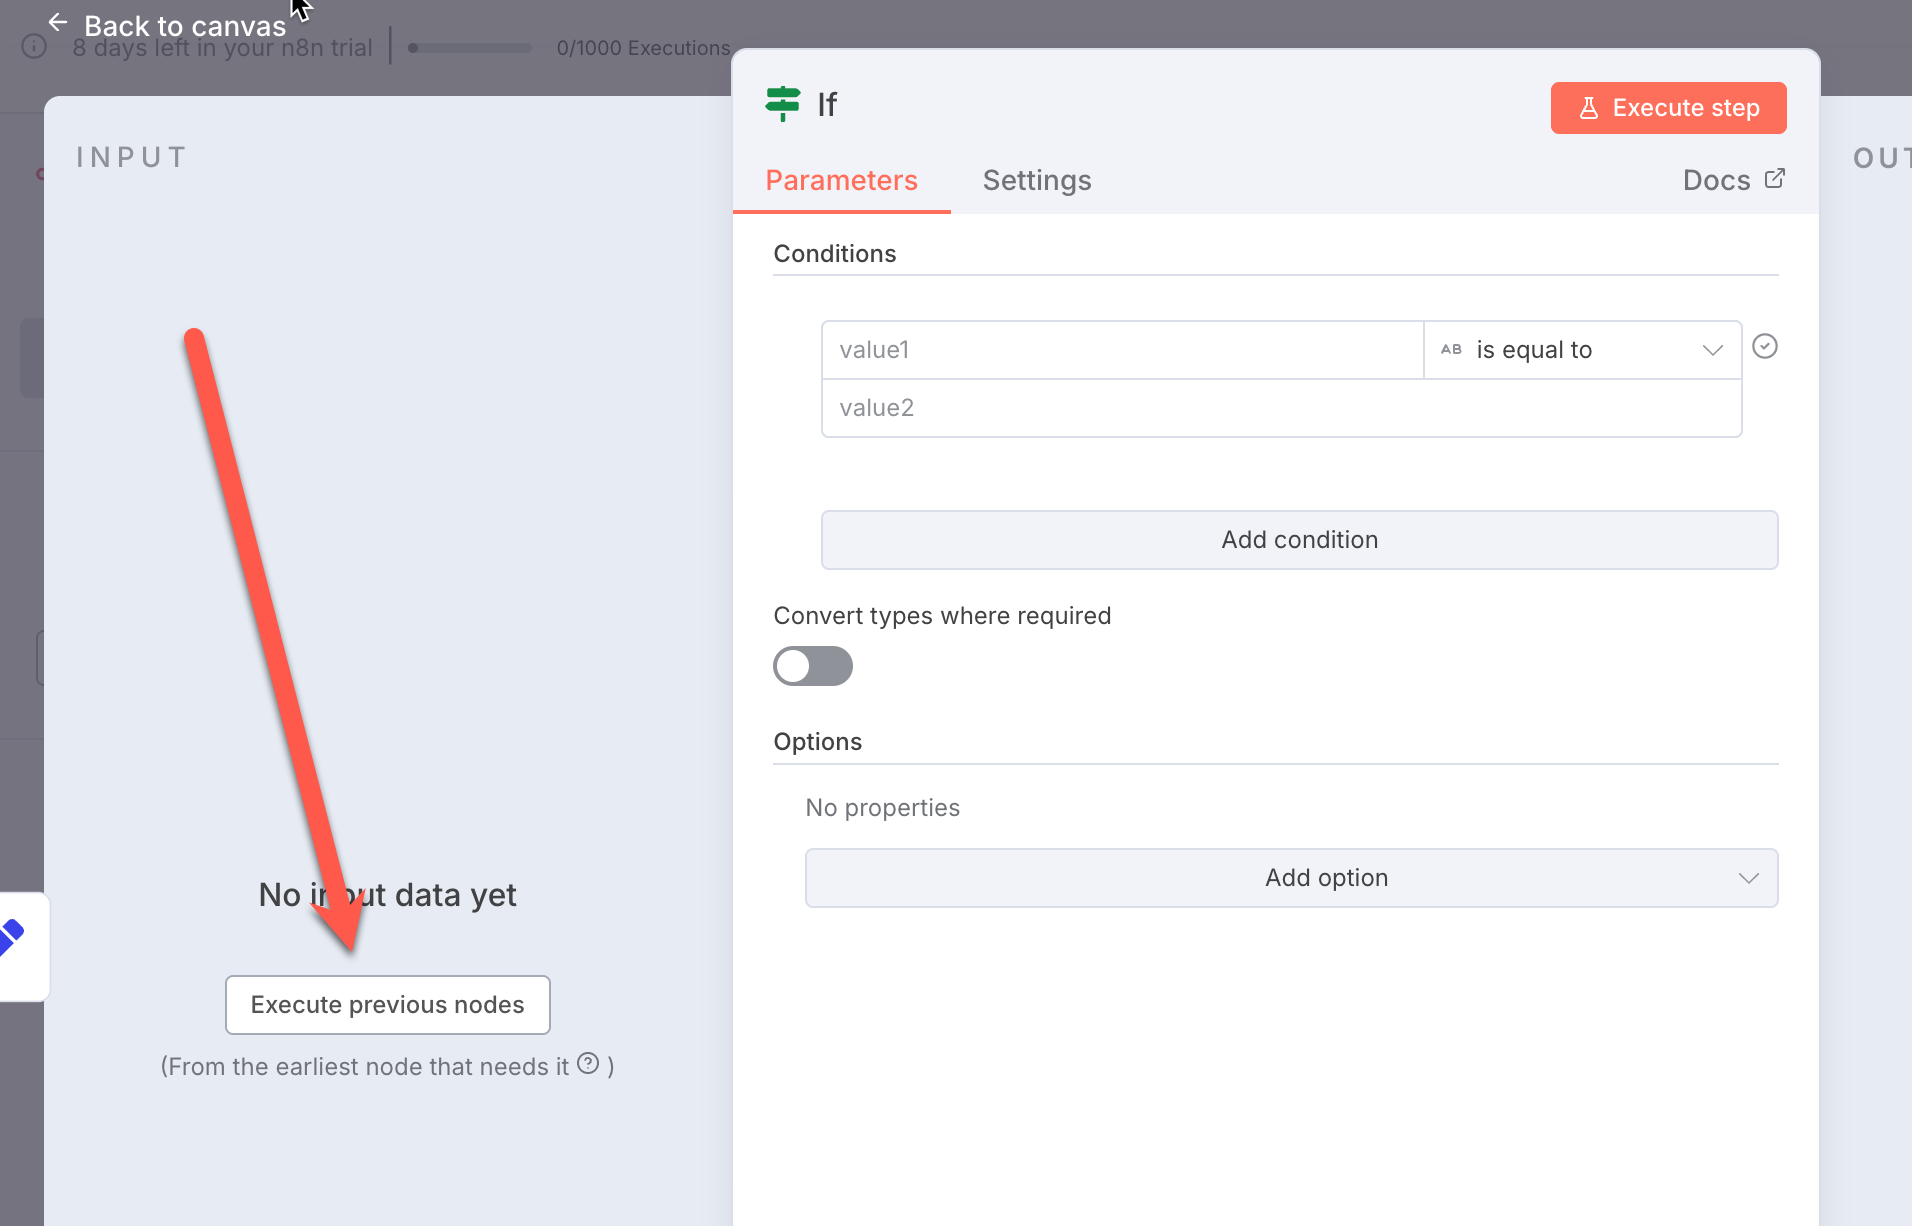 Back to canvas
8 days left in your n8n trial
0/1000 Executions
INPUT
If
Execute step
Parameters
Settings
Docs
Conditions
value1
AB is equal to
value2
Add condition
Convert types where required
Options
No properties
Add option
No input data yet
Execute previous nodes
(From the earliest node that needs it ? )
OUT